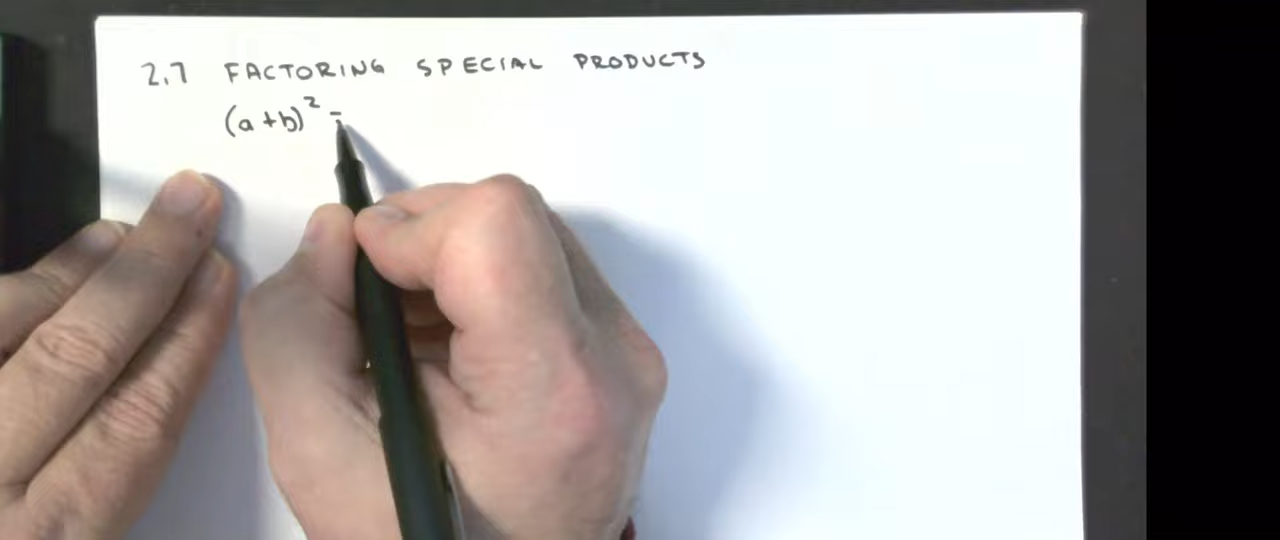 2.7 FACTORING SPECIAL PRODUCTS
(a+b)² =